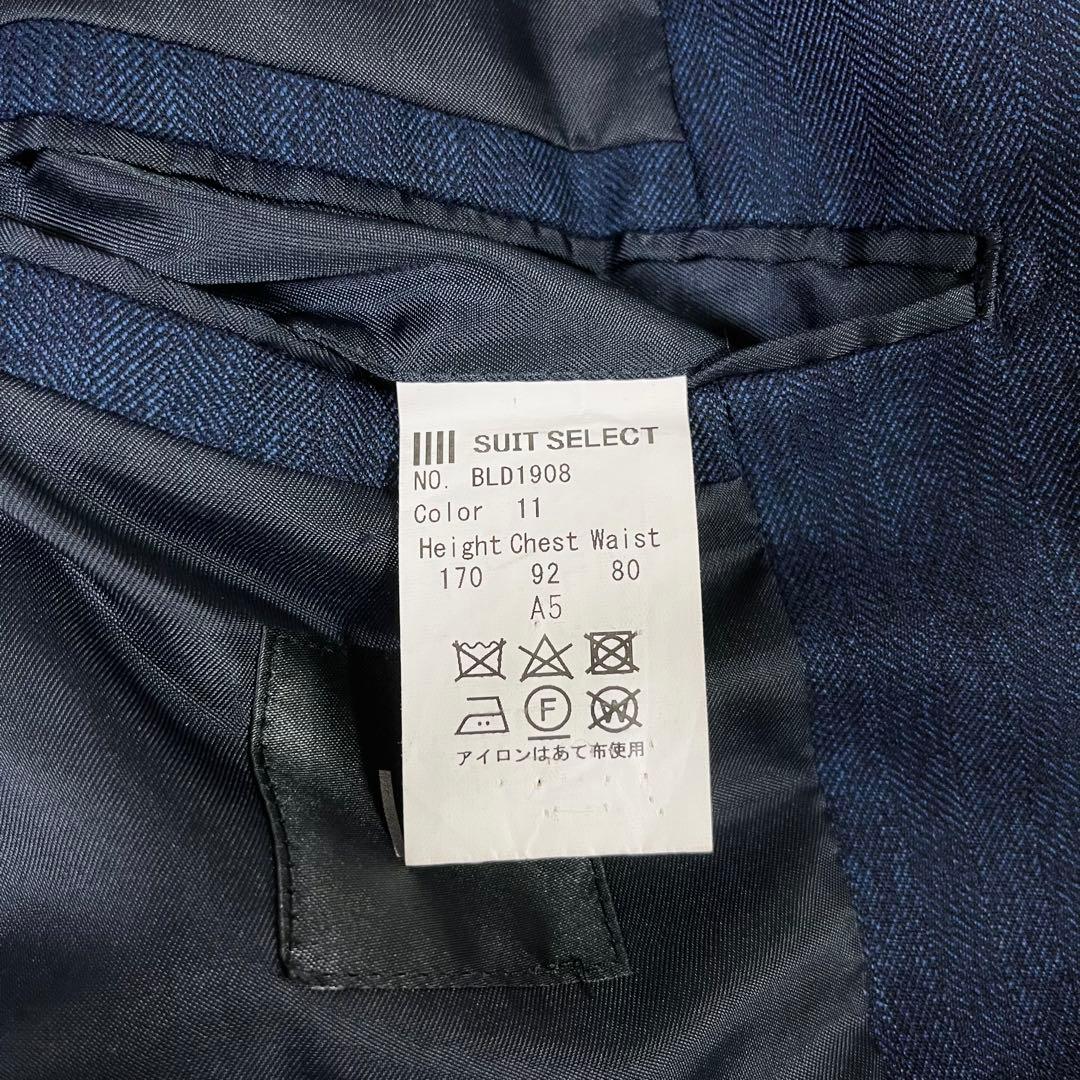 SUIT SELECT
NO. BLD1908
Color 11
Height Chest Waist
170 92 80
A5
F
W
アイロンはあて布使用